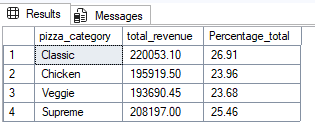 Results Messages
pizza_category total_revenue Percentage_total
1 Classic 220053.10 26.91
2 Chicken 195919.50 23.96
3 Veggie 193690.45 23.68
4 Supreme 208197.00 25.46